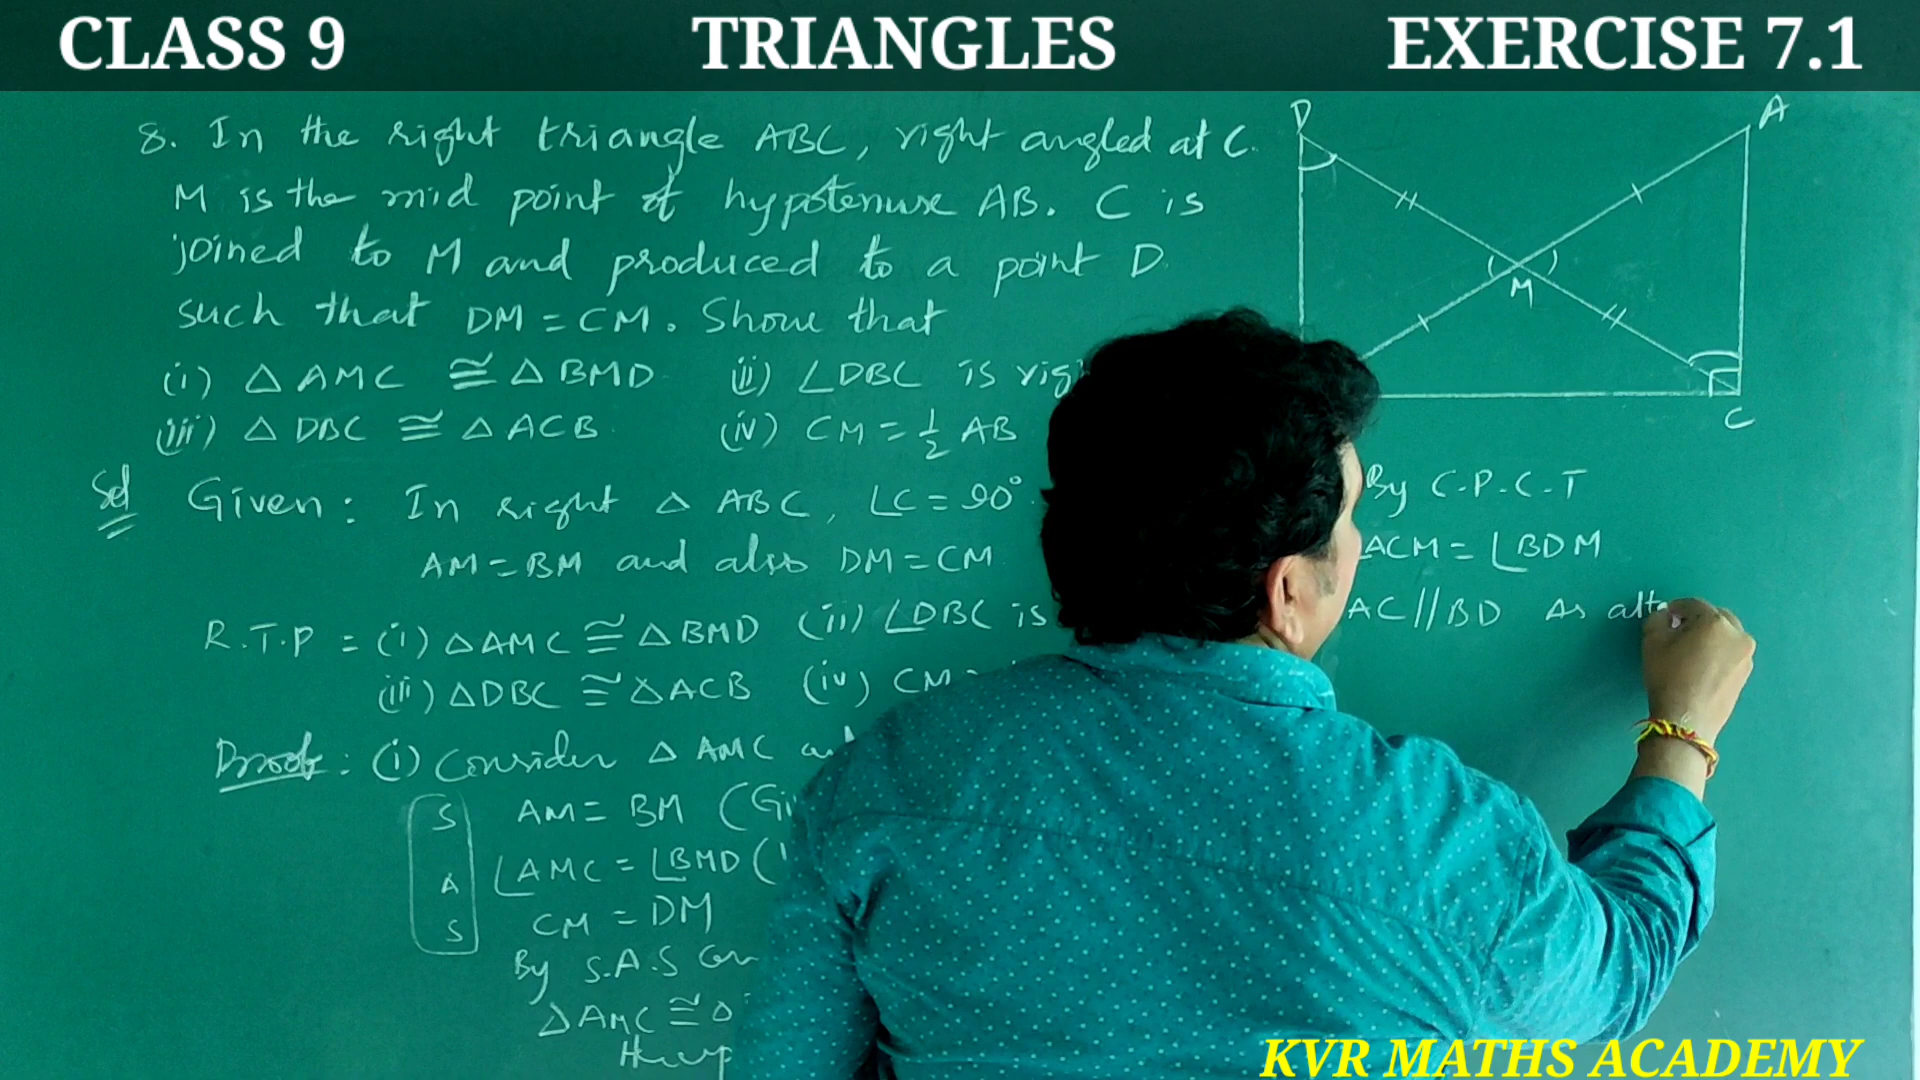 CLASS 9 TRIANGLES EXERCISE 7.1
8. In the right triangle ABC, right angled at C.
M is the mid point of hypotenuse AB. C is
joined to M and produced to a point D
such that DM = CM. Show that
(i) △ AMC ≅ △ BMD (ii) ∠DBC is
(iii) △ DBC ≅ △ ACB (iv) CM = 1/2 AB
Sol Given: In right △ ABC, ∠C = 90°
AM = BM and also DM = CM
R.T.P = (i) △AMC ≅ △BMD (ii) ∠DBC is
(iii) △DBC ≅ △ACB (iv) CM =
Proof: (i) Consider △ AMC
S AM = BM
A ∠AMC = ∠BMD
S CM = DM
By S.A.S
△AMC ≅ △
D
A
M
C
By C.P.C.T
ACM = ∠BDM
AC//BD As
KVR MATHS ACADEMY